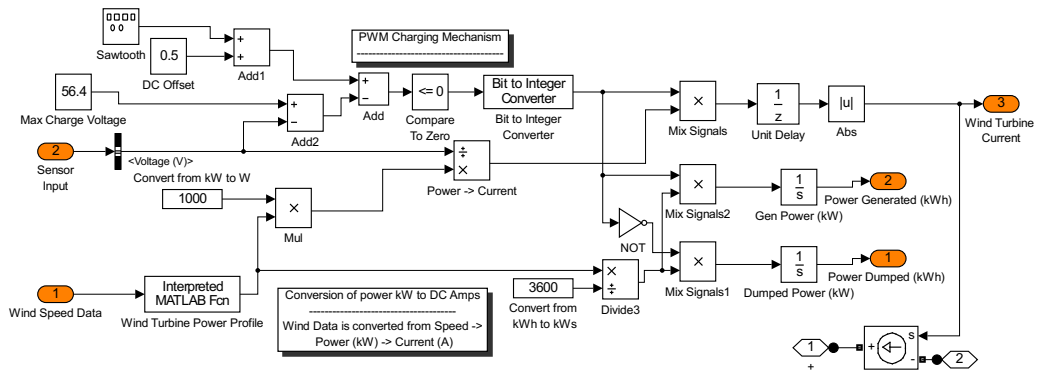 Sawtooth
0.5
DC Offset
+
+
Add1
PWM Charging Mechanism
------------------------------------
56.4
Max Charge Voltage
+
−
Add2
+
−
Add
<= 0
Compare
To Zero
Bit to Integer
Converter
Bit to Integer
Converter
×
Mix Signals
1
z
Unit Delay
|u|
Abs
3
Wind Turbine
Current
2
Sensor
Input
<Voltage (V)>
Convert from kW to W
1000
×
Mul
÷
×
Power -> Current
×
Mix Signals2
1
s
Gen Power (kW)
2
Power Generated (kWh)
NOT
×
Mix Signals1
1
s
Dumped Power (kW)
1
Power Dumped (kWh)
1
Wind Speed Data
Interpreted
MATLAB Fcn
Wind Turbine Power Profile
Conversion of power kW to DC Amps
------------------------------------
Wind Data is converted from Speed ->
Power (kW) -> Current (A)
3600
Convert from
kWh to kWs
×
÷
Divide3
1
+
+
s
-
2